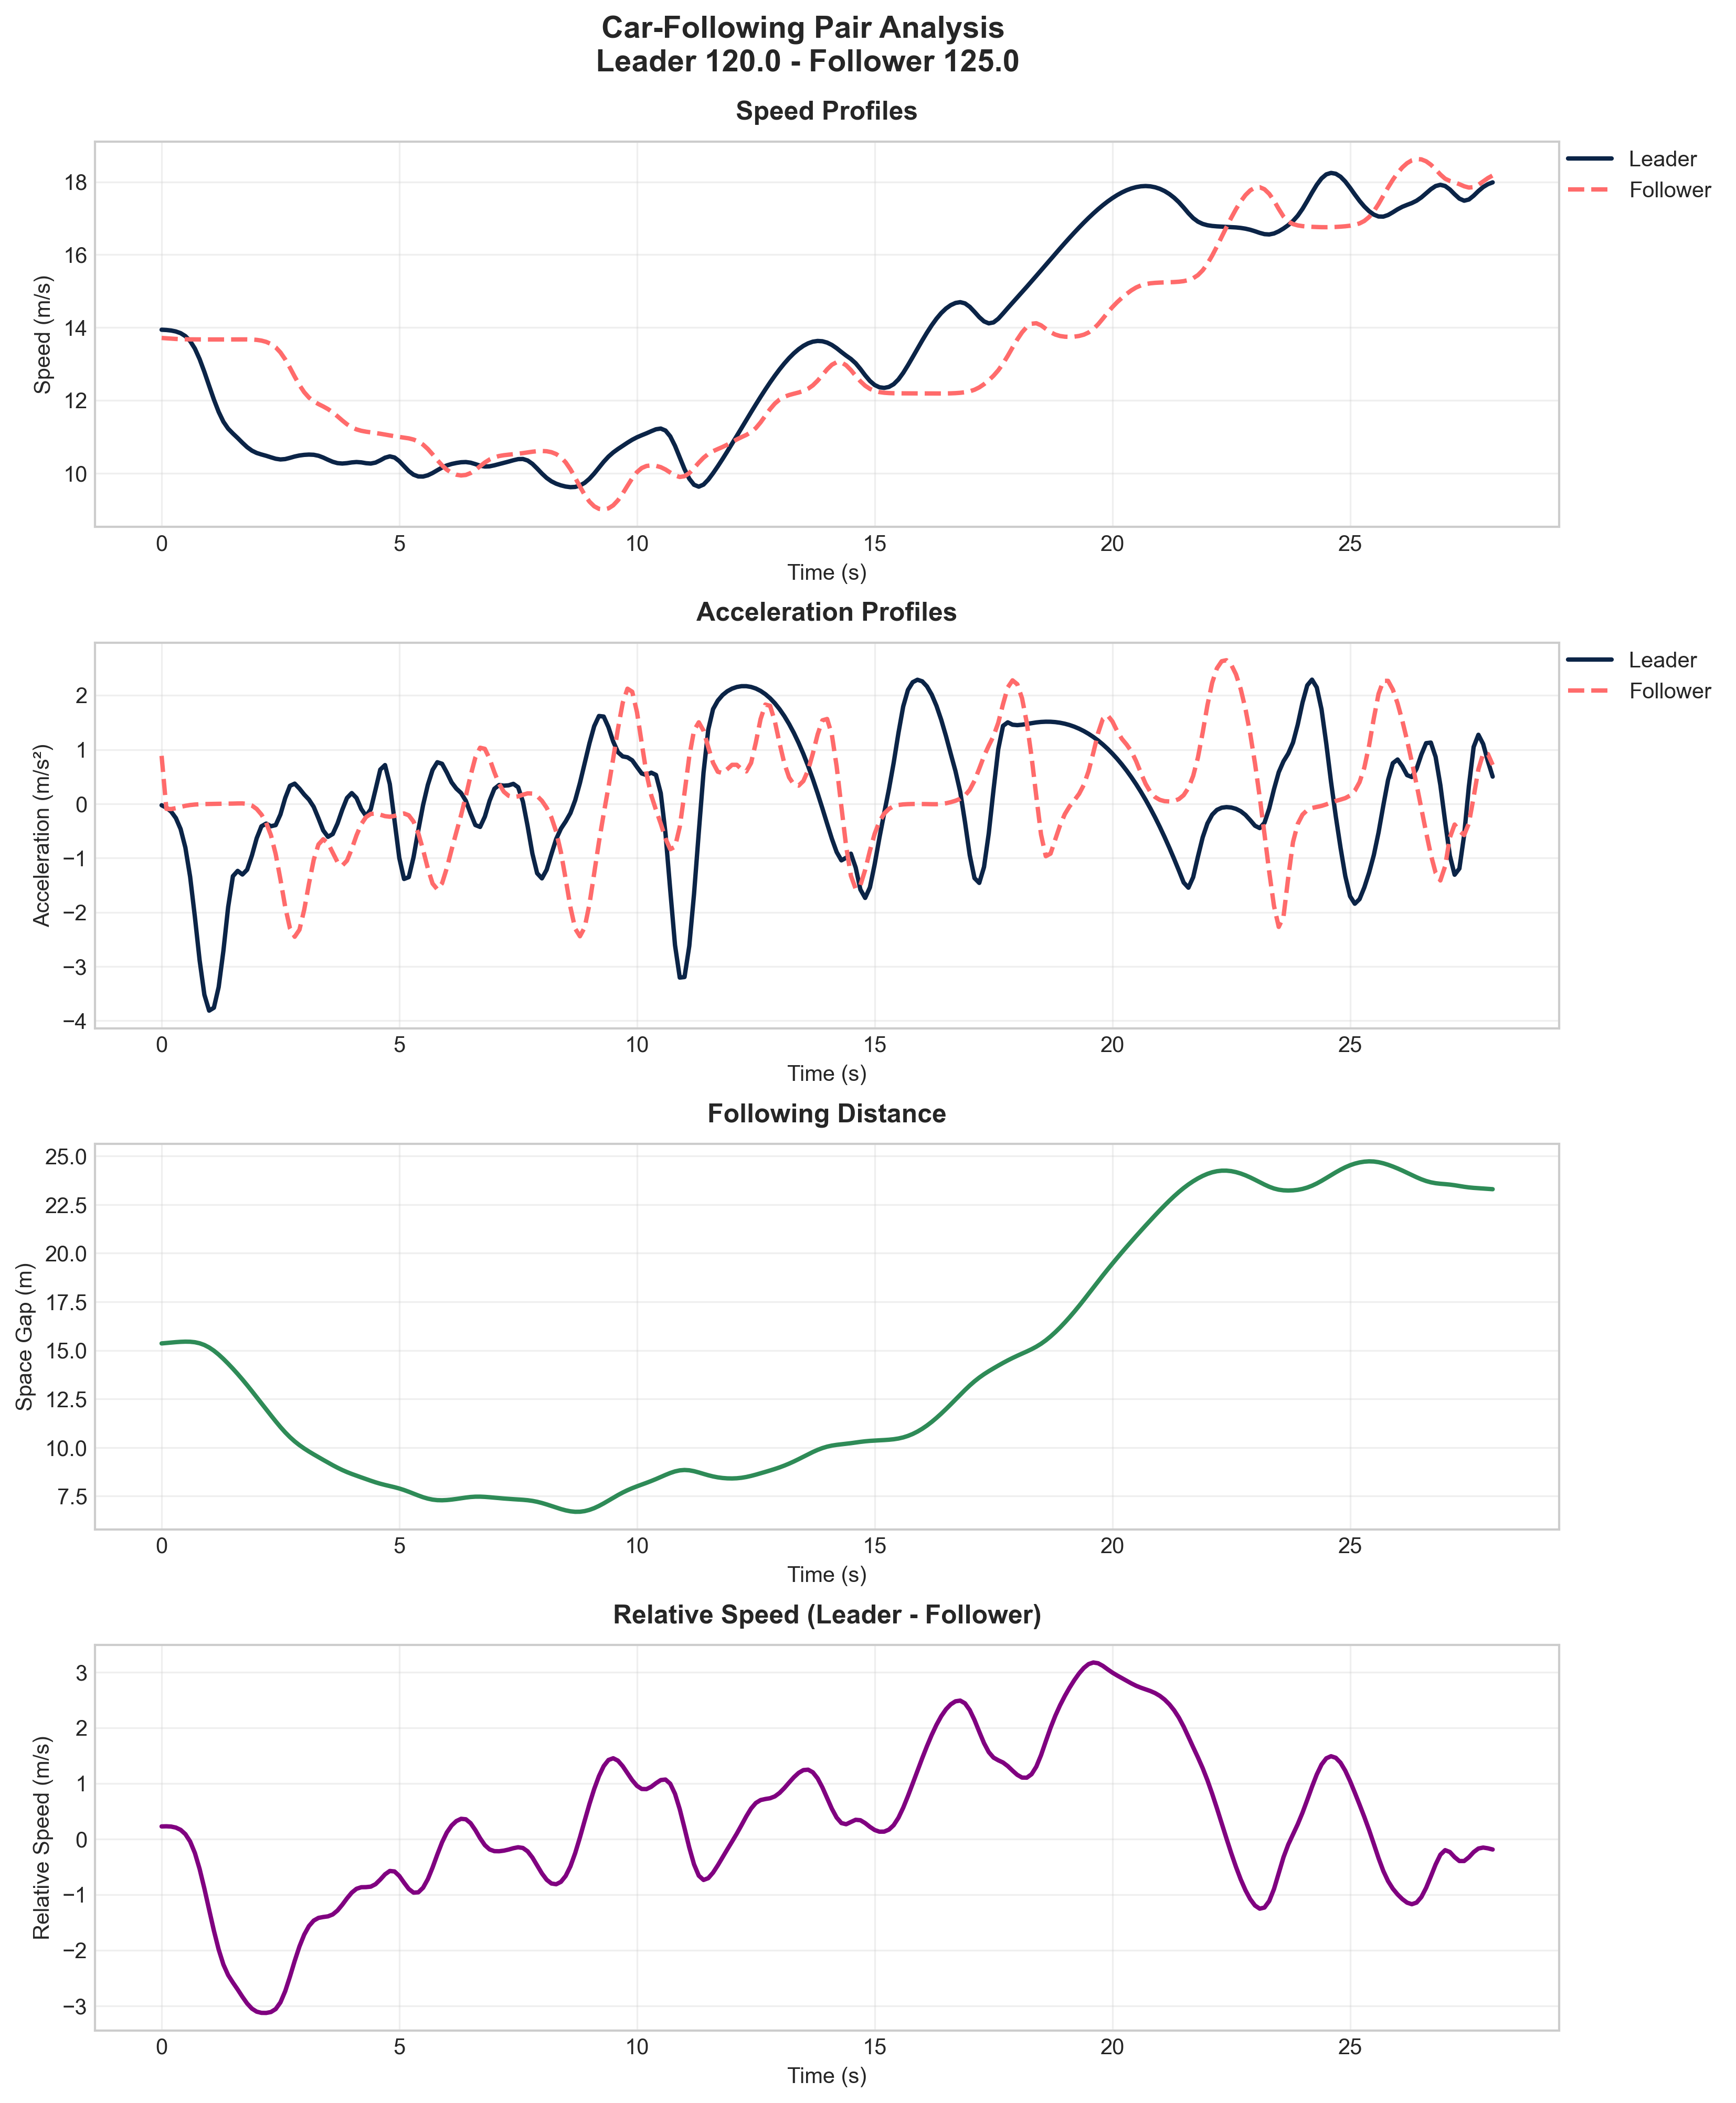 Car-Following Pair Analysis
Leader 120.0 - Follower 125.0
Speed Profiles
Leader
Follower
Speed (m/s)
18
16
14
12
10
0 5 10 15 20 25
Time (s)
Acceleration Profiles
Leader
Follower
Acceleration (m/s²)
2
1
0
−1
−2
−3
−4
0 5 10 15 20 25
Time (s)
Following Distance
Space Gap (m)
25.0
22.5
20.0
17.5
15.0
12.5
10.0
7.5
0 5 10 15 20 25
Time (s)
Relative Speed (Leader - Follower)
Relative Speed (m/s)
3
2
1
0
−1
−2
−3
0 5 10 15 20 25
Time (s)